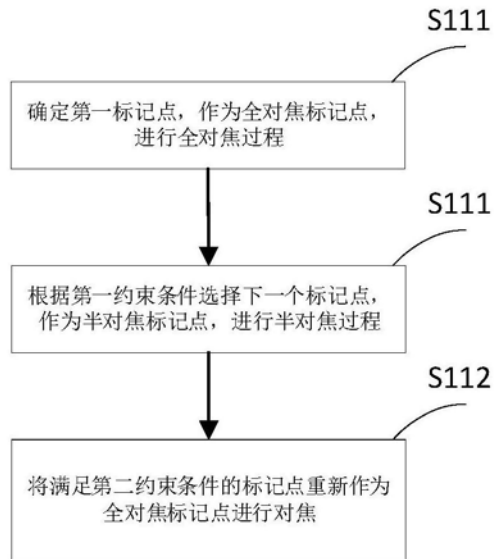 S111
确定第一标记点，作为全对焦标记点，
进行全对焦过程
S111
根据第一约束条件选择下一个标记点，
作为半对焦标记点，进行半对焦过程
S112
将满足第二约束条件的标记点重新作为
全对焦标记点进行对焦